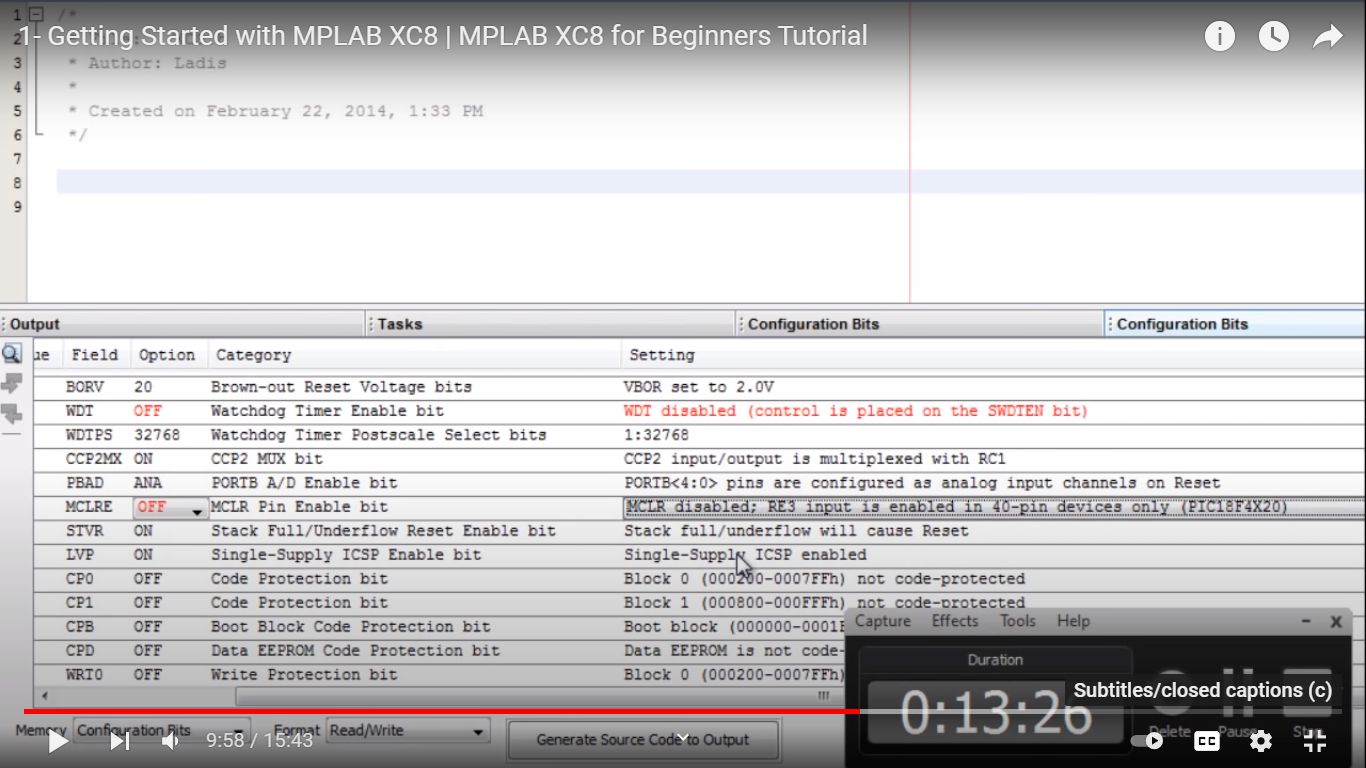 1 /*
1- Getting Started with MPLAB XC8 | MPLAB XC8 for Beginners Tutorial
2
3 * Author: Ladis
4 *
5 * Created on February 22, 2014, 1:33 PM
6 */
7
8
9
Output Tasks Configuration Bits Configuration Bits
ue Field Option Category Setting
BORV 20 Brown-out Reset Voltage bits VBOR set to 2.0V
WDT OFF Watchdog Timer Enable bit WDT disabled (control is placed on the SWDTEN bit)
WDTPS 32768 Watchdog Timer Postscale Select bits 1:32768
CCP2MX ON CCP2 MUX bit CCP2 input/output is multiplexed with RC1
PBAD ANA PORTB A/D Enable bit PORTB<4:0> pins are configured as analog input channels on Reset
MCLRE OFF MCLR Pin Enable bit MCLR disabled; RE3 input is enabled in 40-pin devices only (PIC18F4X20)
STVR ON Stack Full/Underflow Reset Enable bit Stack full/underflow will cause Reset
LVP ON Single-Supply ICSP Enable bit Single-Supply ICSP enabled
CP0 OFF Code Protection bit Block 0 (000200-0007FFh) not code-protected
CP1 OFF Code Protection bit Block 1 (000800-000FFFh) not code-protected
CPB OFF Boot Block Code Protection bit Boot block (000000-0001
CPD OFF Data EEPROM Code Protection bit Data EEPROM is not code-
WRT0 OFF Write Protection bit Block 0 (000200-0007FFh)
Capture Effects Tools Help
Duration
0:13:26
Subtitles/closed captions (c)
Delete Pause
Memory Configuration Bits Format Read/Write Generate Source Code to Output
9:58 / 15:43
CC